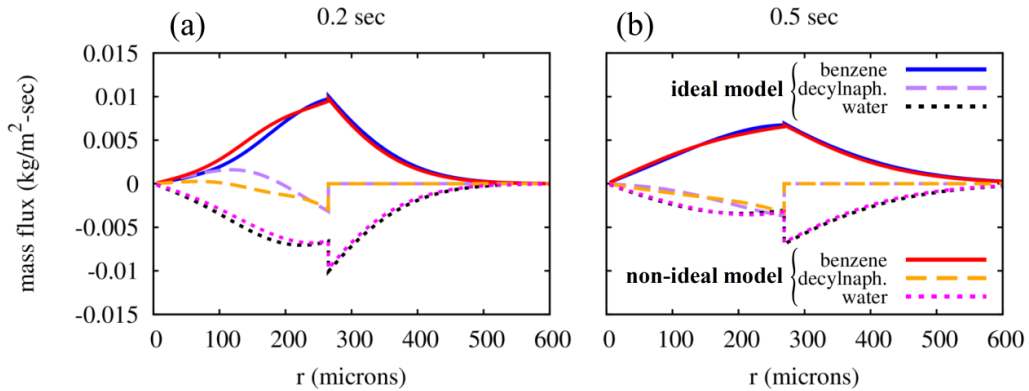 0.2 sec
0.5 sec
(a)
(b)
mass flux (kg/m²-sec)
0.015
0.01
0.005
0
-0.005
-0.01
-0.015
ideal model
benzene
decylnaph.
water
non-ideal model
benzene
decylnaph.
water
0 100 200 300 400 500 600
0 100 200 300 400 500 600
r (microns)
r (microns)